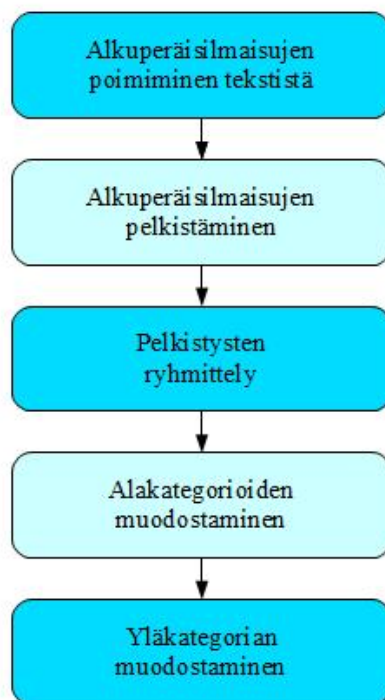 Alkuperäisilmaisujen
poimiminen tekstistä
Alkuperäisilmaisujen
pelkistäminen
Pelkistysten
ryhmittely
Alakategorioiden
muodostaminen
Yläkategorian
muodostaminen